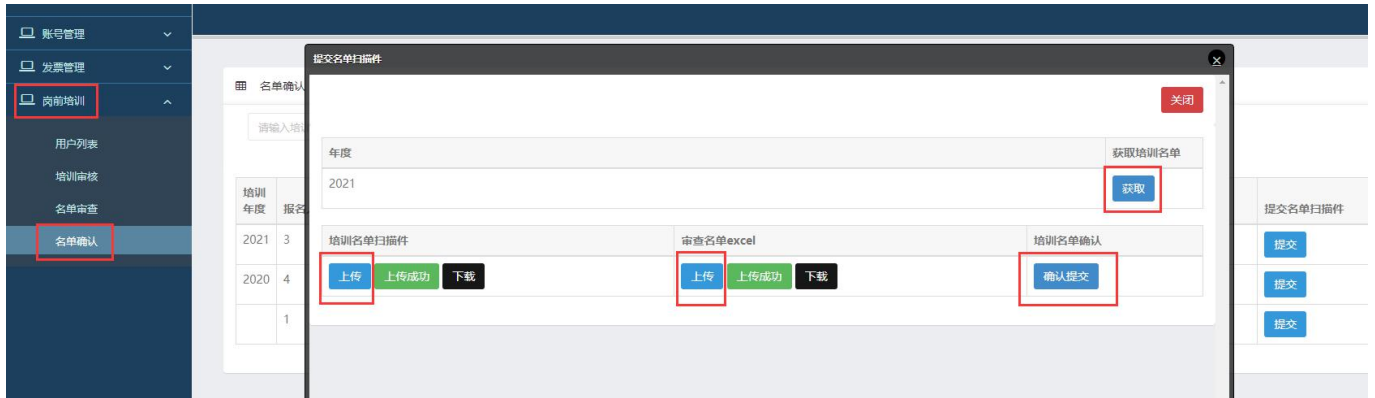 账号管理
发票管理
岗前培训
用户列表
培训审核
名单审查
名单确认
名单确认
请输入培训
培训
年度
报名
2021 3
2020 4
1
提交名单扫描件
关闭
年度 获取培训名单
2021 获取
培训名单扫描件 审查名单excel 培训名单确认
上传 上传成功 下载 上传 上传成功 下载 确认提交
提交名单扫描件
提交
提交
提交